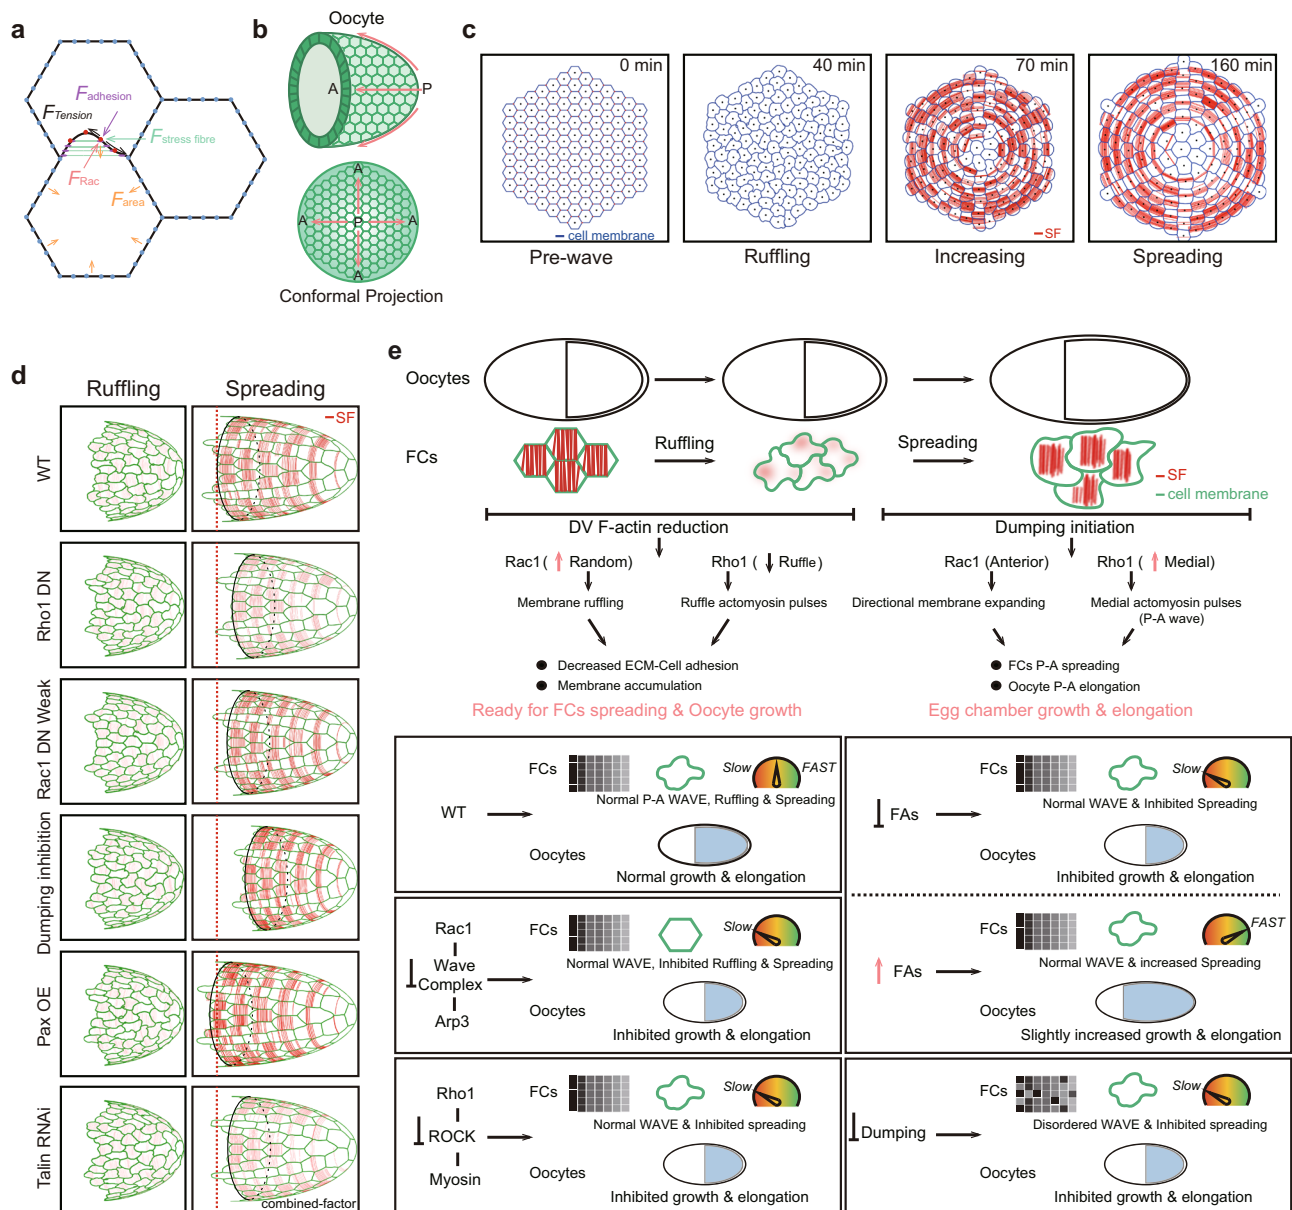 a
F adhesion
F Tension
F stress fibre
F Rac
F area
b
Oocyte
A
P
A
A
P
A
A
Conformal Projection
c
0 min
40 min
70 min
160 min
cell membrane
SF
SF
Pre-wave
Ruffling
Increasing
Spreading
d
Ruffling
Spreading
SF
WT
Rho1 DN
Rac1 DN Weak
Dumping inhibition
Pax OE
Talin RNAi
combined-factor
e
Oocytes
FCs
Ruffling
Spreading
SF
cell membrane
DV F-actin reduction
Dumping initiation
Rac1 ( ↑ Random)
Rho1 ( ↓ Ruffle)
Rac1 (Anterior)
Rho1 ( ↑ Medial)
Membrane ruffling
Ruffle actomyosin pulses
Directional membrane expanding
Medial actomyosin pulses
(P-A wave)
Decreased ECM-Cell adhesion
Membrane accumulation
FCs P-A spreading
Oocyte P-A elongation
Ready for FCs spreading & Oocyte growth
Egg chamber growth & elongation
WT
FCs
Slow
FAST
Normal P-A WAVE, Ruffling & Spreading
Oocytes
Normal growth & elongation
FAs
FCs
Slow
Normal WAVE & Inhibited Spreading
Oocytes
Inhibited growth & elongation
Rac1
Wave
Complex
Arp3
FCs
Slow
Normal WAVE, Inhibited Ruffling & Spreading
Oocytes
Inhibited growth & elongation
FAs
FCs
FAST
Normal WAVE & increased Spreading
Oocytes
Slightly increased growth & elongation
Rho1
ROCK
Myosin
FCs
Slow
Normal WAVE & Inhibited spreading
Oocytes
Inhibited growth & elongation
Dumping
FCs
Slow
Disordered WAVE & Inhibited spreading
Oocytes
Inhibited growth & elongation